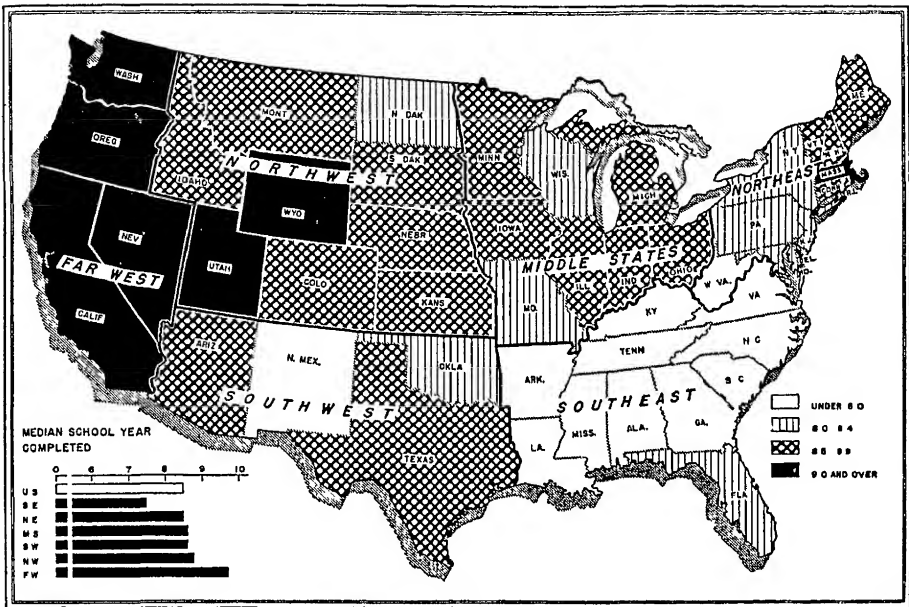 WASH
OREG
CALIF
NEV
FAR WEST
IDAHO
MONT
NORTHWEST
WYO
UTAH
COLO
N. DAK
S. DAK
NEBR
KANS
ARIZ
N. MEX.
SOUTHWEST
TEXAS
OKLA
MINN
WIS.
MICH
IOWA
MIDDLE STATES
ILL
IND
OHIO
MO.
ME
N.Y.
MASS
NORTHEAST
PA
W VA.
VA
KY
TENN
N C
S C
ARK.
SOUTHEAST
LA.
MISS.
ALA.
GA.
FLA
UNDER 8 0
8 0 8 4
8 5 8 9
9 0 AND OVER
MEDIAN SCHOOL YEAR
COMPLETED
0 5 6 7 8 9 10
U S
S E
N E
M S
S W
N W
F W